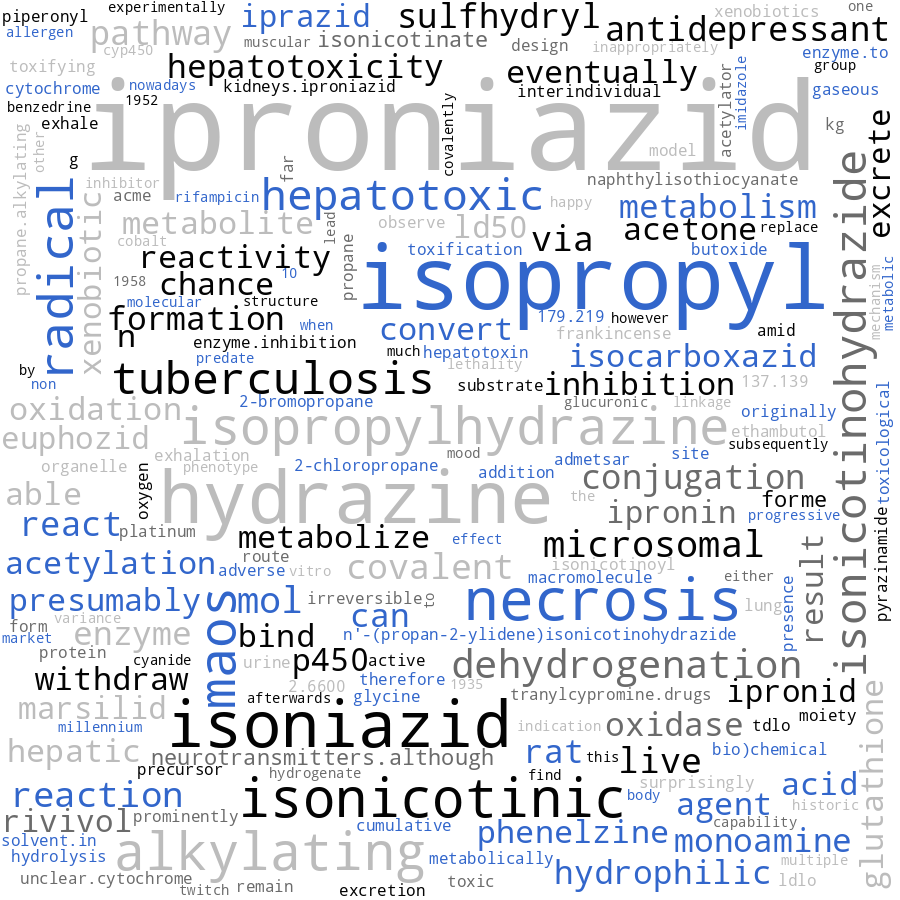 piperonyl
experimentally
iprazid
sulfhydryl
xenobiotics
one
allergen
pathway
muscular
isonicotinate
design
antidepressant
inappropriately
cyp450
enzyme.to
toxifying
hepatotoxicity
eventually
group
cytochrome
nowadays
kidneys.iproniazid
interindividual
acetylator
imidazole
gaseous
benzedrine
1952
iproniazid
covalently
exhale
kg
excrete
propane.alkylating
other
g
far
model
inhibitor
acme
rifampicin
hepatotoxic
happy
naphthylisothiocyanate
radical
xenobiotic
metabolite
lead
observe
ld50
metabolism
isonicotinohydrazide
cobalt
via
acetone
replace
reactivity
propane
toxification
butoxide
1958
chance
10
isopropyl
mechanism
metabolic
molecular
structure
formation
when
179.219
however
n
enzyme.inhibition
convert
frankincense
amid
predate
much
hepatotoxin
isocarboxazid
by
non
tuberculosis
lethality
substrate
inhibition
137.139
oxidation
2-bromopropane
glucuronic
linkage
originally
toxicological
euphozid
isopropylhydrazine
ethambutol
subsequently
exhalation
mood
organelle
phenotype
2-chloropropane
addition
admetsar
site
able
oxygen
hydrazine
conjugation
the
forme
react
platinum
ipronin
progressive
pyrazinamide
metabolize
effect
microsomal
result
route
acetylation
adverse
vitro
covalent
isonicotinoyl
macromolecule
either
presumably
maos
mol
irreversible
to
necrosis
lung
presence
form
variance
can
market
enzyme
bind
n'-(propan-2-ylidene)isonicotinohydrazide
protein
cyanide
urine
p450
active
dehydrogenation
withdraw
2.6600
therefore
1935
afterwards
glycine
tranylcypromine.drugs
ipronid
glutathione
marsilid
isoniazid
indication
oxidase
tdlo
moiety
millennium
hepatic
neurotransmitters.although
rat
this
live
bio)chemical
precursor
hydrogenate
find
surprisingly
acid
reaction
isonicotinic
body
agent
historic
rivivol
prominently
cumulative
phenelzine
capability
solvent.in
monoamine
hydrolysis
alkylating
metabolically
multiple
unclear.cytochrome
twitch
remain
excretion
toxic
hydrophilic
ldlo